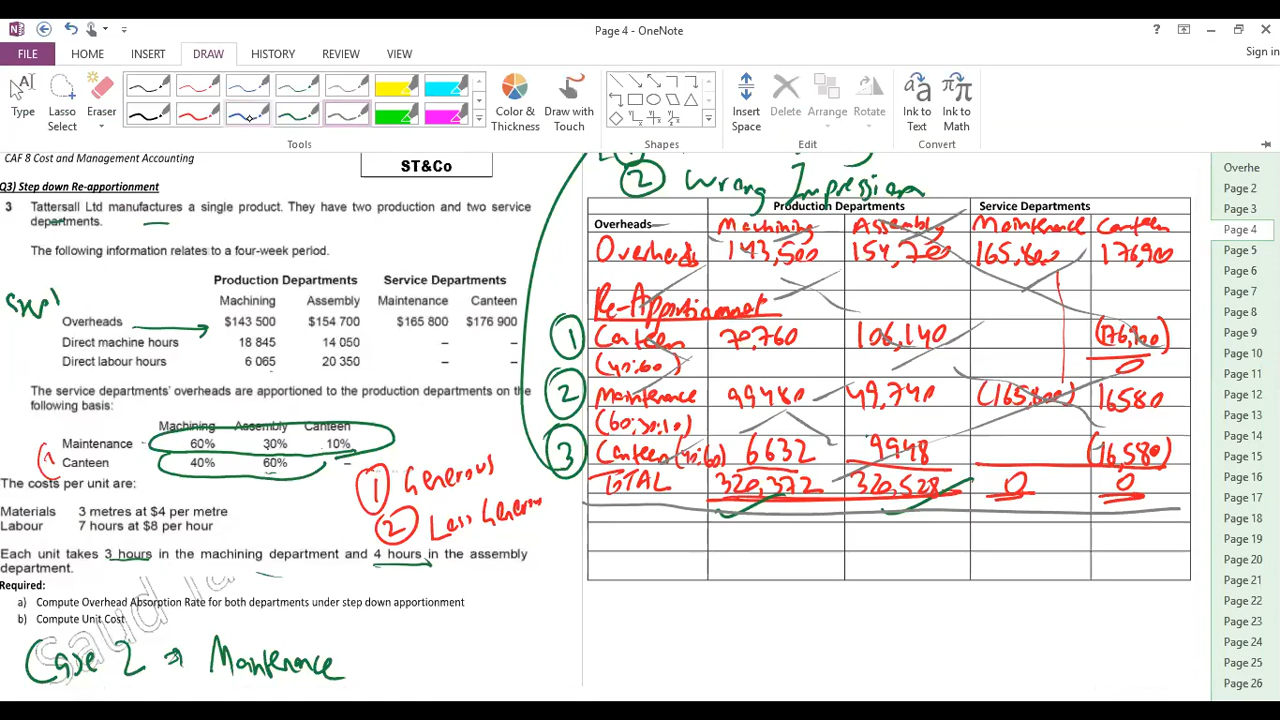 Page 4 - OneNote
?
FILE HOME INSERT DRAW HISTORY REVIEW VIEW Sign in
Type Lasso Select Eraser Color & Thickness Draw with Touch Insert Space Delete Arrange Rotate Ink to Text Ink to Math
Tools Shapes Edit Convert
CAF 8 Cost and Management Accounting
ST&Co
Q3) Step down Re-apportionment
3 Tattersall Ltd manufactures a single product. They have two production and two service
departments.
The following information relates to a four-week period.
Production Departments Service Departments
Machining Assembly Maintenance Canteen
Overheads $143 500 $154 700 $165 800 $176 900
Direct machine hours 18 845 14 050 – –
Direct labour hours 6 065 20 350 – –
The service departments' overheads are apportioned to the production departments on the
following basis:
Machining Assembly Canteen
Maintenance 60% 30% 10%
Canteen 40% 60% –
The costs per unit are:
Materials 3 metres at $4 per metre
Labour 7 hours at $8 per hour
1 Generous
2 Less Generous
Each unit takes 3 hours in the machining department and 4 hours in the assembly
department.
Required:
a) Compute Overhead Absorption Rate for both departments under step down apportionment
b) Compute Unit Cost
Case 2 ⇒ Maintenance
2 Wrong Impression
Production Departments Service Departments
Overheads Machining Assembly Maintenance Canteen
Overheads 143,500 154,700 165,800 176,900
Re-Apportionment
1 Canteen 70,760 106,140 (176,900)
(40:60) 0
2 Maintenance 99480 49,740 (165,800) 16580
(60:30:10)
3 Canteen (40:60) 6632 9948 (16,580)
TOTAL 320,372 320,528 0 0
Overhe
Page 2
Page 3
Page 4
Page 5
Page 6
Page 7
Page 8
Page 9
Page 10
Page 11
Page 12
Page 13
Page 14
Page 15
Page 16
Page 17
Page 18
Page 19
Page 20
Page 21
Page 22
Page 23
Page 24
Page 25
Page 26